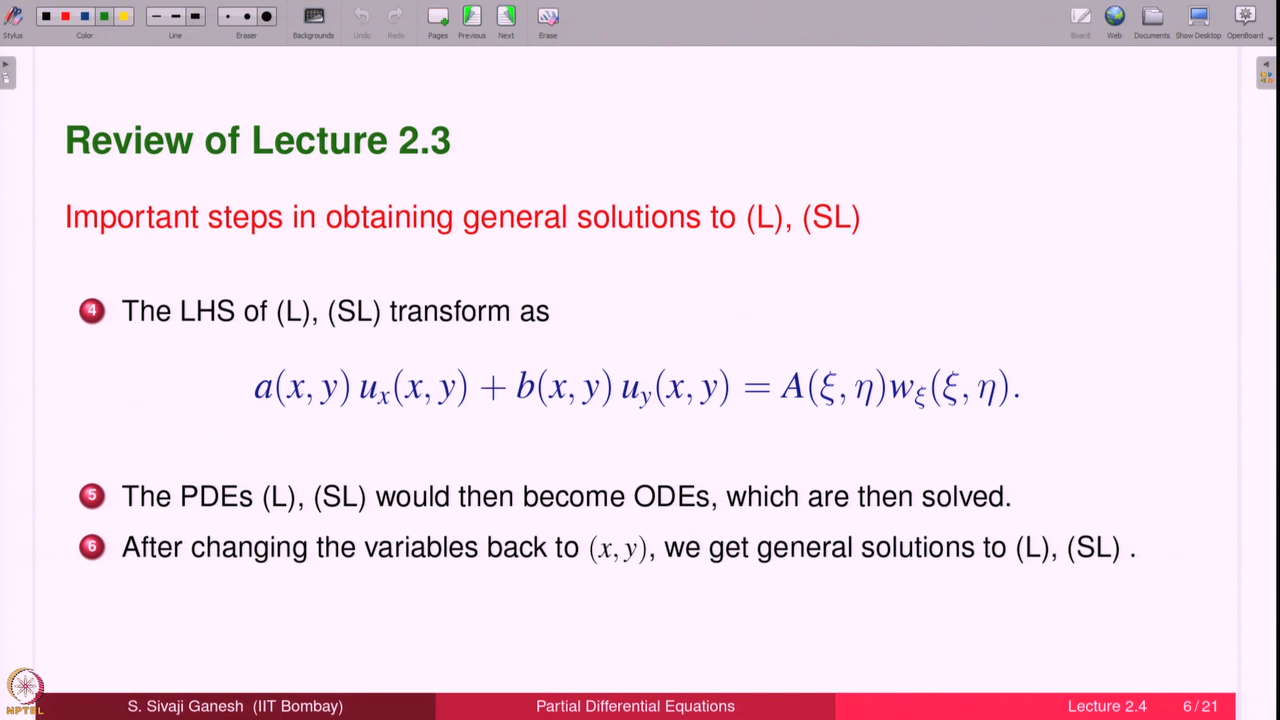 Stylus Color Line Eraser Backgrounds Undo Redo Pages Previous Next Erase Board Web Documents Show Desktop OpenBoard
Review of Lecture 2.3
Important steps in obtaining general solutions to (L), (SL)
4 The LHS of (L), (SL) transform as
a(x, y) uₓ(x, y) + b(x, y) u_y(x, y) = A(ξ, η)w_ξ(ξ, η).
5 The PDEs (L), (SL) would then become ODEs, which are then solved.
6 After changing the variables back to (x, y), we get general solutions to (L), (SL) .
NPTEL
S. Sivaji Ganesh (IIT Bombay) Partial Differential Equations Lecture 2.4 6 / 21